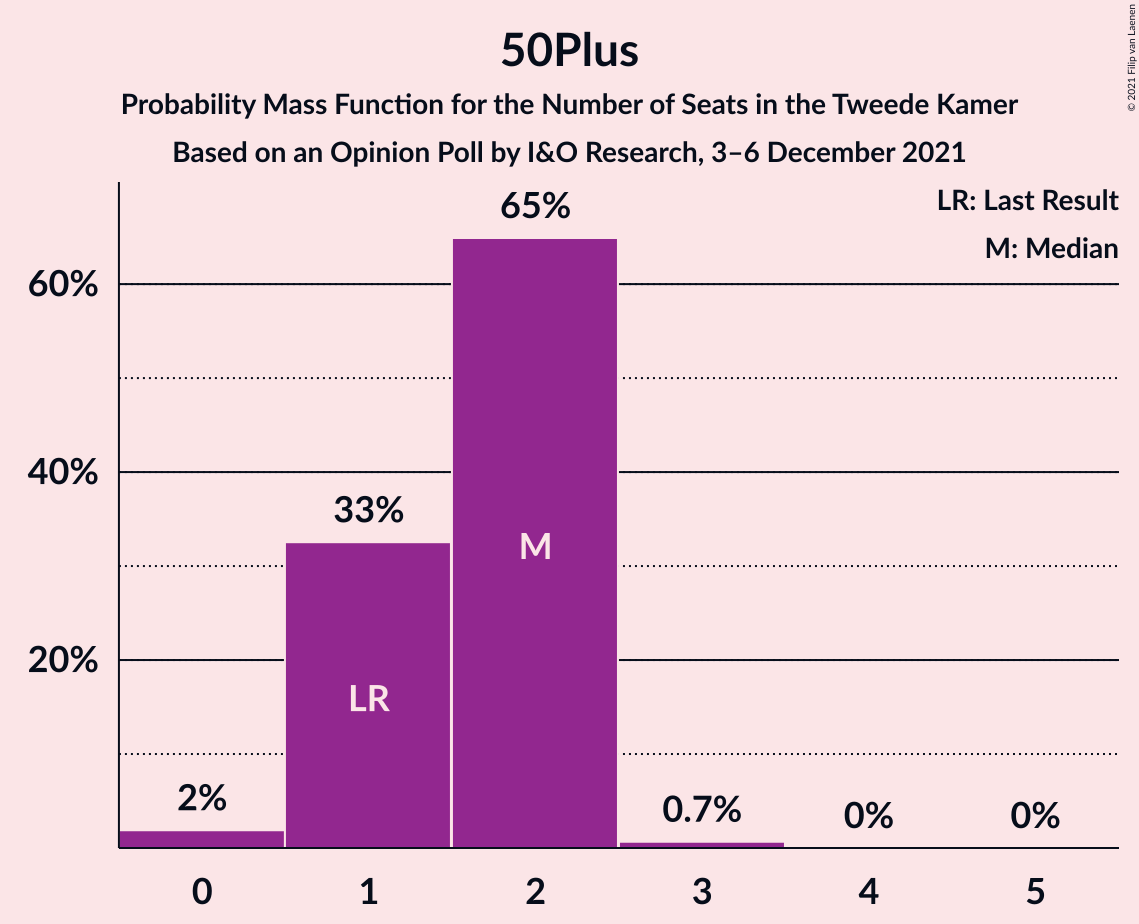 50Plus
Probability Mass Function for the Number of Seats in the Tweede Kamer
Based on an Opinion Poll by I&O Research, 3–6 December 2021
© 2021 Filip van Laenen
LR: Last Result
M: Median
65%
60%
40%
33%
M
20%
LR
2%
0.7%
0%
0%
0 1 2 3 4 5